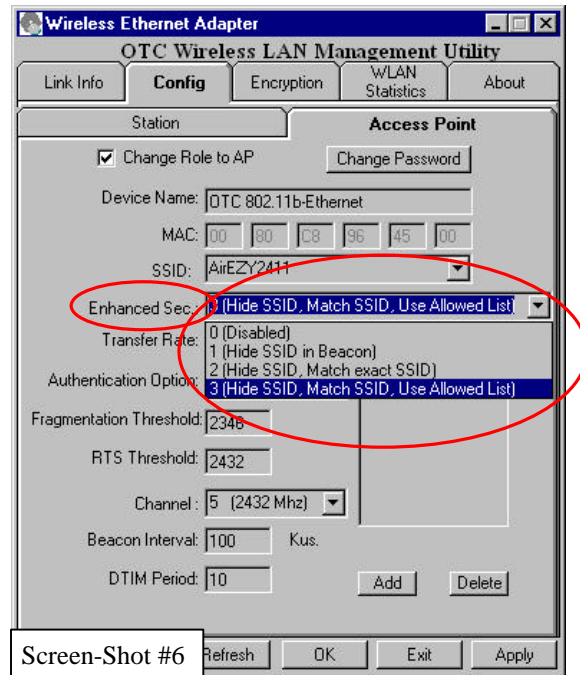 Wireless Ethernet Adapter
OTC Wireless LAN Management Utility
Link Info
Config
Encryption
WLAN Statistics
About
Station
Access Point
Change Role to AP
Change Password
Device Name: OTC 802.11b-Ethernet
MAC: 00 80 C8 96 45 00
SSID: AirEZY2411
Enhanced Sec.: 3 (Hide SSID, Match SSID, Use Allowed List)
Transfer Rate:
0 (Disabled)
1 (Hide SSID in Beacon)
2 (Hide SSID, Match exact SSID)
3 (Hide SSID, Match SSID, Use Allowed List)
Authentication Option:
Fragmentation Threshold: 2346
RTS Threshold: 2432
Channel : 5 (2432 Mhz)
Beacon Interval: 100 Kus.
DTIM Period: 10
Add
Delete
Screen-Shot #6
Refresh
OK
Exit
Apply